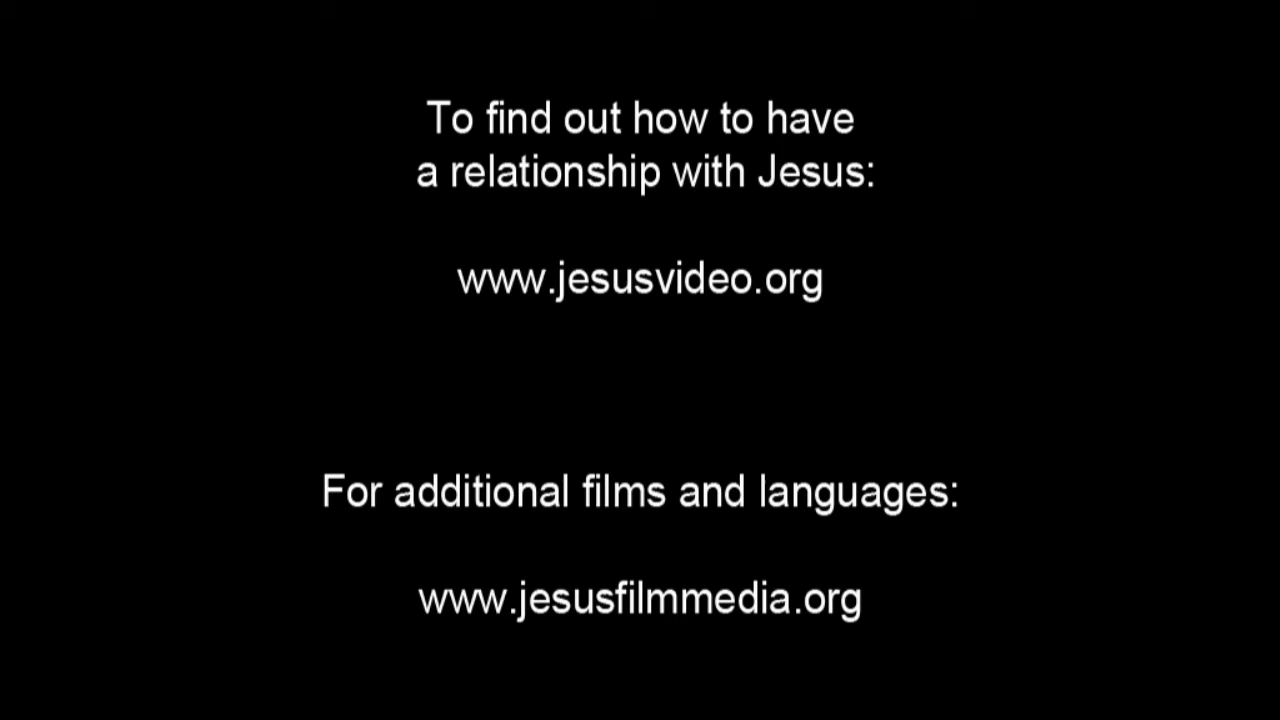 To find out how to have
a relationship with Jesus:
www.jesusvideo.org
For additional films and languages:
www.jesusfilmmedia.org